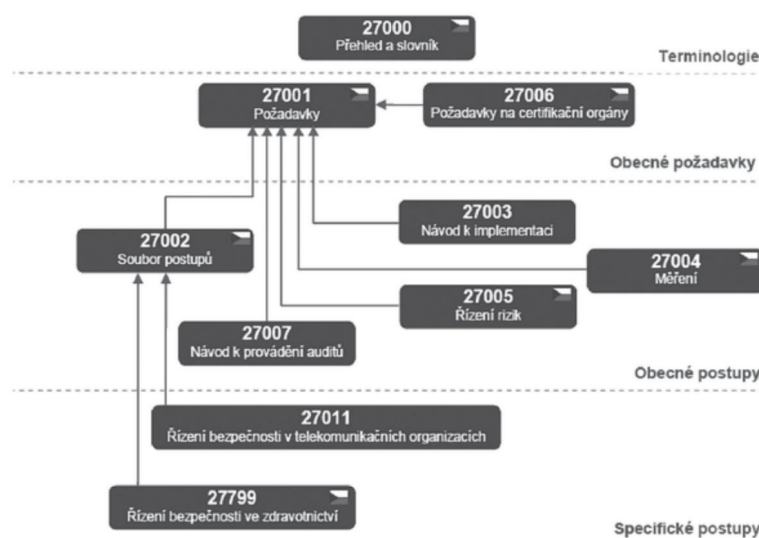 27000
Přehled a slovník
Terminologie
27001
Požadavky
27006
Požadavky na certifikační orgány
Obecné požadavky
27002
Soubor postupů
27003
Návod k implementaci
27004
Měření
27005
Řízení rizik
27007
Návod k provádění auditů
Obecné postupy
27011
Řízení bezpečnosti v telekomunikačních organizacích
27799
Řízení bezpečnosti ve zdravotnictví
Specifické postupy